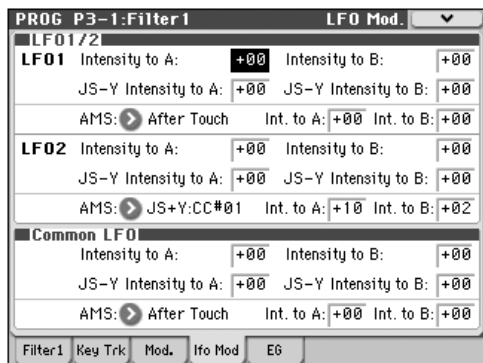 PROG P3-1:Filter1 LFO Mod.
LFO1/2
LFO1 Intensity to A: +00 Intensity to B: +00
JS-Y Intensity to A: +00 JS-Y Intensity to B: +00
AMS: After Touch Int. to A: +00 Int. to B: +00
LFO2 Intensity to A: +00 Intensity to B: +00
JS-Y Intensity to A: +00 JS-Y Intensity to B: +00
AMS: JS+Y:CC#01 Int. to A: +10 Int. to B: +02
Common LFO
Intensity to A: +00 Intensity to B: +00
JS-Y Intensity to A: +00 JS-Y Intensity to B: +00
AMS: After Touch Int. to A: +00 Int. to B: +00
Filter1 Key Trk Mod. lfo Mod EG